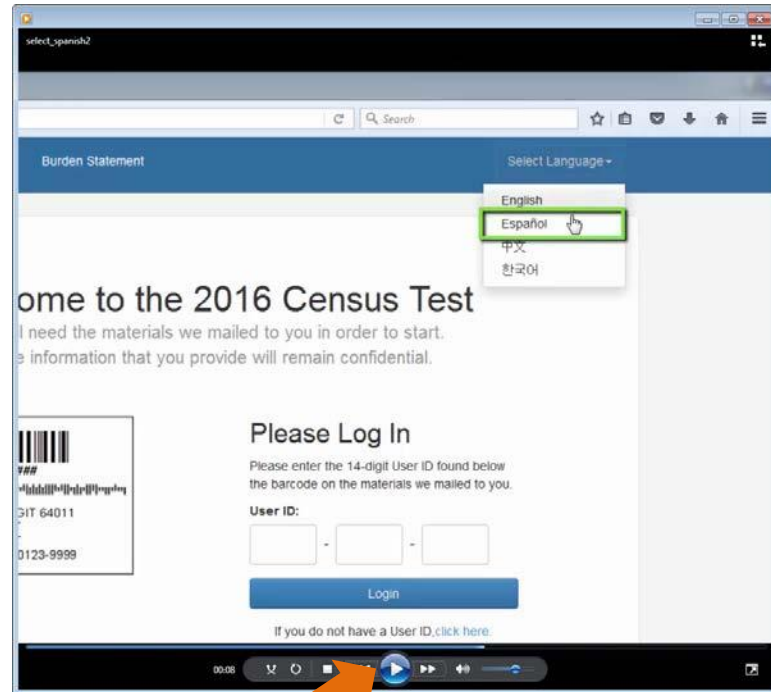 select_spanish2
Search
Burden Statement
Select Language
English
Español
中文
한국어
ome to the 2016 Census Test
l need the materials we mailed to you in order to start.
e information that you provide will remain confidential.
###
GIT 64011
0123-9999
Please Log In
Please enter the 14-digit User ID found below
the barcode on the materials we mailed to you.
User ID:
- -
Login
If you do not have a User ID,click here.
00:08